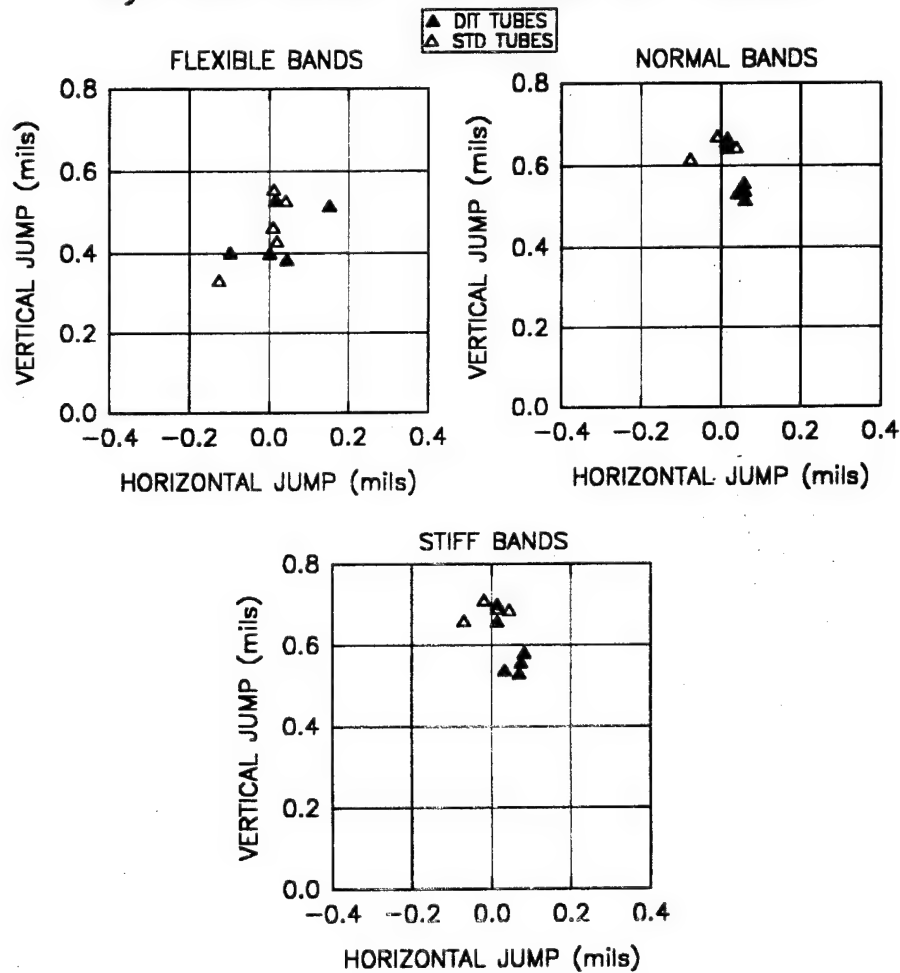 ▲ DIT TUBES
△ STD TUBES
FLEXIBLE BANDS
VERTICAL JUMP (mils)
0.8
0.6
0.4
0.2
0.0
−0.4 −0.2 0.0 0.2 0.4
HORIZONTAL JUMP (mils)
NORMAL BANDS
VERTICAL JUMP (mils)
0.8
0.6
0.4
0.2
0.0
−0.4 −0.2 0.0 0.2 0.4
HORIZONTAL JUMP (mils)
STIFF BANDS
VERTICAL JUMP (mils)
0.8
0.6
0.4
0.2
0.0
−0.4 −0.2 0.0 0.2 0.4
HORIZONTAL JUMP (mils)